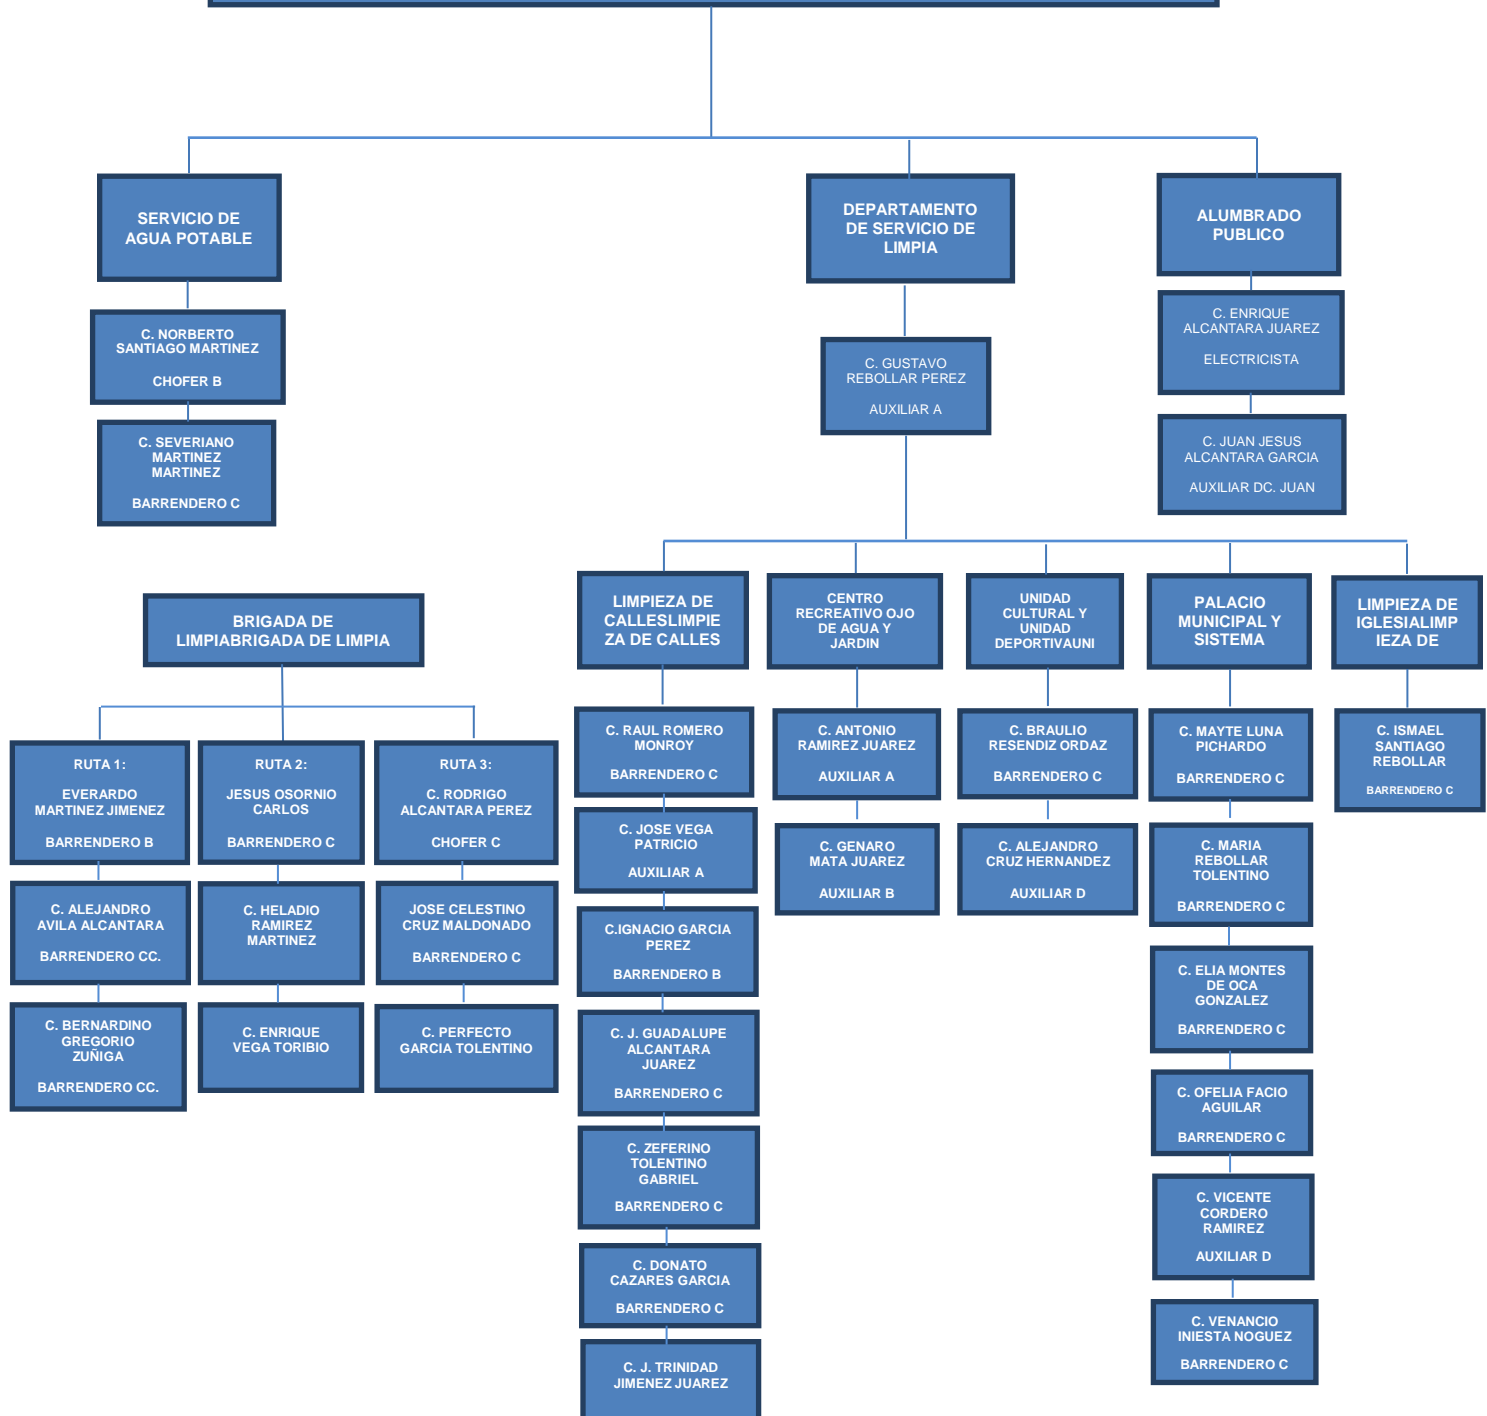 SERVICIO DE
AGUA POTABLE
DEPARTAMENTO
DE SERVICIO DE
LIMPIA
ALUMBRADO
PUBLICO
C. NORBERTO
SANTIAGO MARTINEZ
CHOFER B
C. SEVERIANO
MARTINEZ
MARTINEZ
BARRENDERO C
C. GUSTAVO
REBOLLAR PEREZ
AUXILIAR A
C. ENRIQUE
ALCANTARA JUAREZ
ELECTRICISTA
C. JUAN JESUS
ALCANTARA GARCIA
AUXILIAR DC. JUAN
BRIGADA DE
LIMPIABRIGADA DE LIMPIA
RUTA 1:
EVERARDO
MARTINEZ JIMENEZ
BARRENDERO B
C. ALEJANDRO
AVILA ALCANTARA
BARRENDERO CC.
C. BERNARDINO
GREGORIO
ZUÑIGA
BARRENDERO CC.
RUTA 2:
JESUS OSORNIO
CARLOS
BARRENDERO C
C. HELADIO
RAMIREZ
MARTINEZ
C. ENRIQUE
VEGA TORIBIO
RUTA 3:
C. RODRIGO
ALCANTARA PEREZ
CHOFER C
JOSE CELESTINO
CRUZ MALDONADO
BARRENDERO C
C. PERFECTO
GARCIA TOLENTINO
LIMPIEZA DE
CALLESLIMPIE
ZA DE CALLES
C. RAUL ROMERO
MONROY
BARRENDERO C
C. JOSE VEGA
PATRICIO
AUXILIAR A
C.IGNACIO GARCIA
PEREZ
BARRENDERO B
C. J. GUADALUPE
ALCANTARA
JUAREZ
BARRENDERO C
C. ZEFERINO
TOLENTINO
GABRIEL
BARRENDERO C
C. DONATO
CAZARES GARCIA
BARRENDERO C
C. J. TRINIDAD
JIMENEZ JUAREZ
CENTRO
RECREATIVO OJO
DE AGUA Y
JARDIN
C. ANTONIO
RAMIREZ JUAREZ
AUXILIAR A
C. GENARO
MATA JUAREZ
AUXILIAR B
UNIDAD
CULTURAL Y
UNIDAD
DEPORTIVAUNI
C. BRAULIO
RESENDIZ ORDAZ
BARRENDERO C
C. ALEJANDRO
CRUZ HERNANDEZ
AUXILIAR D
PALACIO
MUNICIPAL Y
SISTEMA
C. MAYTE LUNA
PICHARDO
BARRENDERO C
C. MARIA
REBOLLAR
TOLENTINO
BARRENDERO C
C. ELIA MONTES
DE OCA
GONZALEZ
BARRENDERO C
C. OFELIA FACIO
AGUILAR
BARRENDERO C
C. VICENTE
CORDERO
RAMIREZ
AUXILIAR D
C. VENANCIO
INIESTA NOGUEZ
BARRENDERO C
LIMPIEZA DE
IGLESIALIMP
IEZA DE
C. ISMAEL
SANTIAGO
REBOLLAR
BARRENDERO C